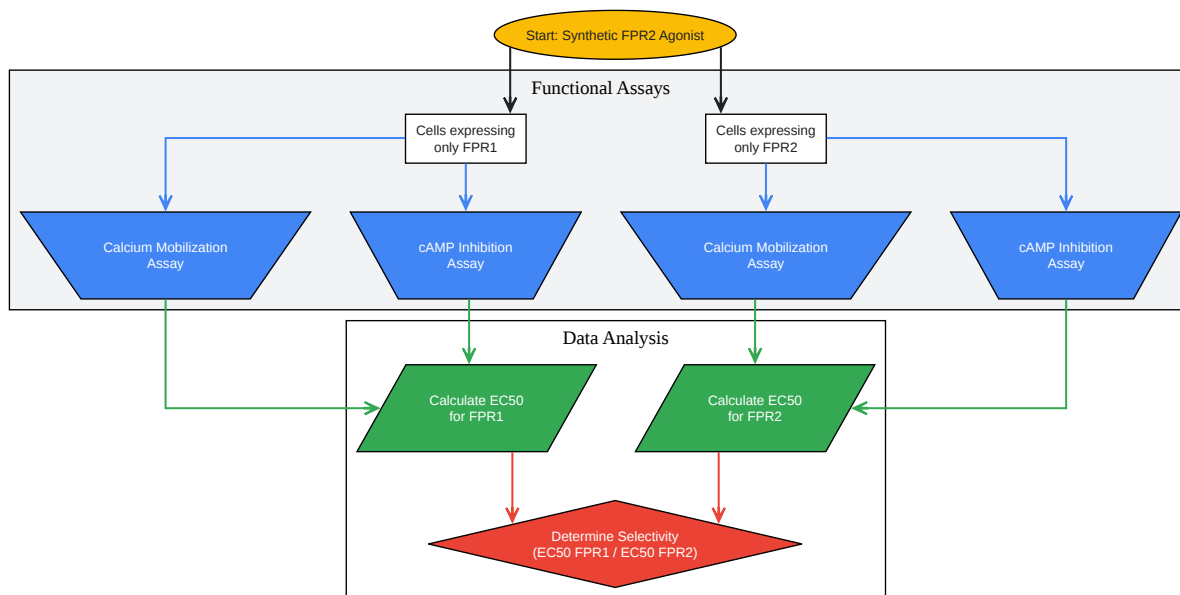 Start: Synthetic FPR2 Agonist
Functional Assays
Cells expressing
only FPR1
Cells expressing
only FPR2
Calcium Mobilization
Assay
cAMP Inhibition
Assay
Calcium Mobilization
Assay
cAMP Inhibition
Assay
Data Analysis
Calculate EC50
for FPR1
Calculate EC50
for FPR2
Determine Selectivity
(EC50 FPR1 / EC50 FPR2)